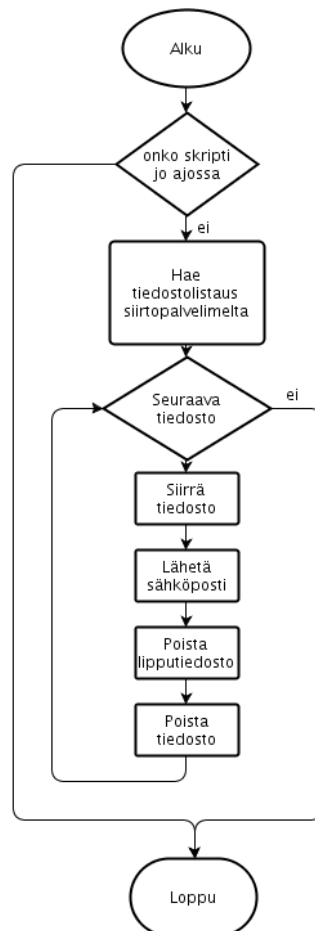 Alku
onko skripti
jo ajossa
ei
Hae
tiedostolistaus
siirtopalvelimelta
Seuraava
tiedosto
ei
Siirrä
tiedosto
Lähetä
sähköposti
Poista
lipputiedosto
Poista
tiedosto
Loppu